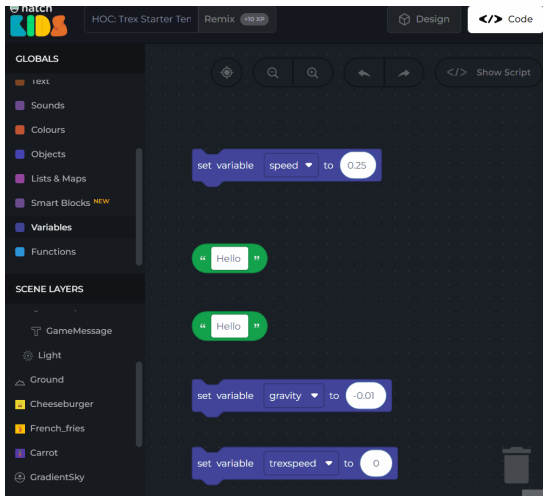 hatch
KIDS
HOC: Trex Starter Ten
Remix +10 XP
Design
</> Code
GLOBALS
Text
Sounds
Colours
Objects
Lists & Maps
Smart Blocks NEW
Variables
Functions
SCENE LAYERS
GameMessage
Light
Ground
Cheeseburger
French_fries
Carrot
GradientSky
</> Show Script
set variable speed to 0.25
“ Hello ”
“ Hello ”
set variable gravity to -0.01
set variable trexspeed to 0